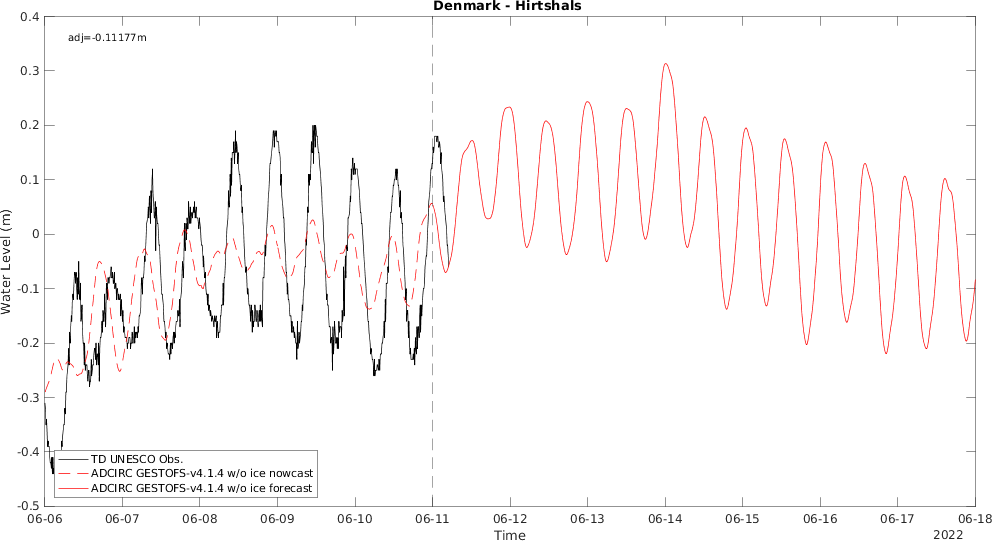 Denmark - Hirtshals
adj=-0.11177m
0.4
0.3
0.2
0.1
0
-0.1
-0.2
-0.3
-0.4
-0.5
Water Level (m)
TD UNESCO Obs.
ADCIRC GESTOFS-v4.1.4 w/o ice nowcast
ADCIRC GESTOFS-v4.1.4 w/o ice forecast
06-06 06-07 06-08 06-09 06-10 06-11 06-12 06-13 06-14 06-15 06-16 06-17 06-18
Time
2022